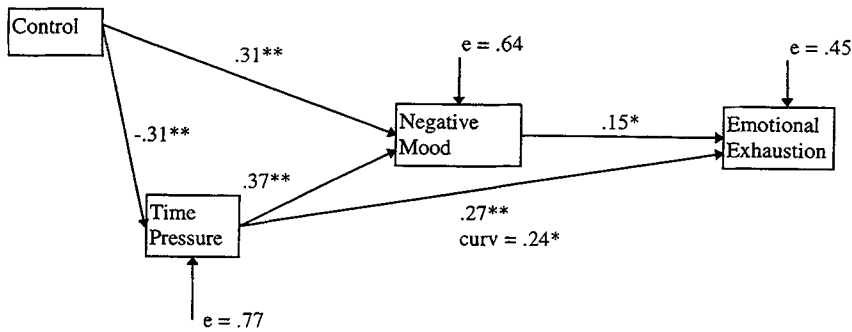 Control
.31**
e = .64
e = .45
-.31**
Negative
Mood
.15*
Emotional
Exhaustion
.37**
Time
Pressure
.27**
curv = .24*
e = .77